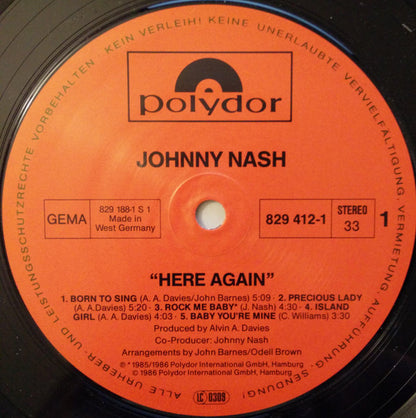 ALLE URHEBER- UND LEISTUNGSSCHUTZRECHTE VORBEHALTEN · KEIN VERLEIH! KEINE UNERLAUBTE VERVIELFÄLTIGUNG, VERMIETUNG, AUFFÜHRUNG, SENDUNG!
polydor
JOHNNY NASH
GEMA
829 188-1 S 1
Made in
West Germany
829 412-1
STEREO
33
1
"HERE AGAIN"
1. BORN TO SING (A. A. Davies/John Barnes) 5:09 · 2. PRECIOUS LADY
(A. A. Davies) 5:20 · 3. ROCK ME BABY* (J. Nash) 4:30 · 4. ISLAND
GIRL (A. A. Davies) 4:03 · 5. BABY YOU'RE MINE (C. Williams) 3:30
Produced by Alvin A. Davies
Co-Producer: Johnny Nash
Arrangements by John Barnes/Odell Brown
℗ *1985/1986 Polydor International GmbH, Hamburg
© 1986 Polydor International GmbH, Hamburg
LC 0309